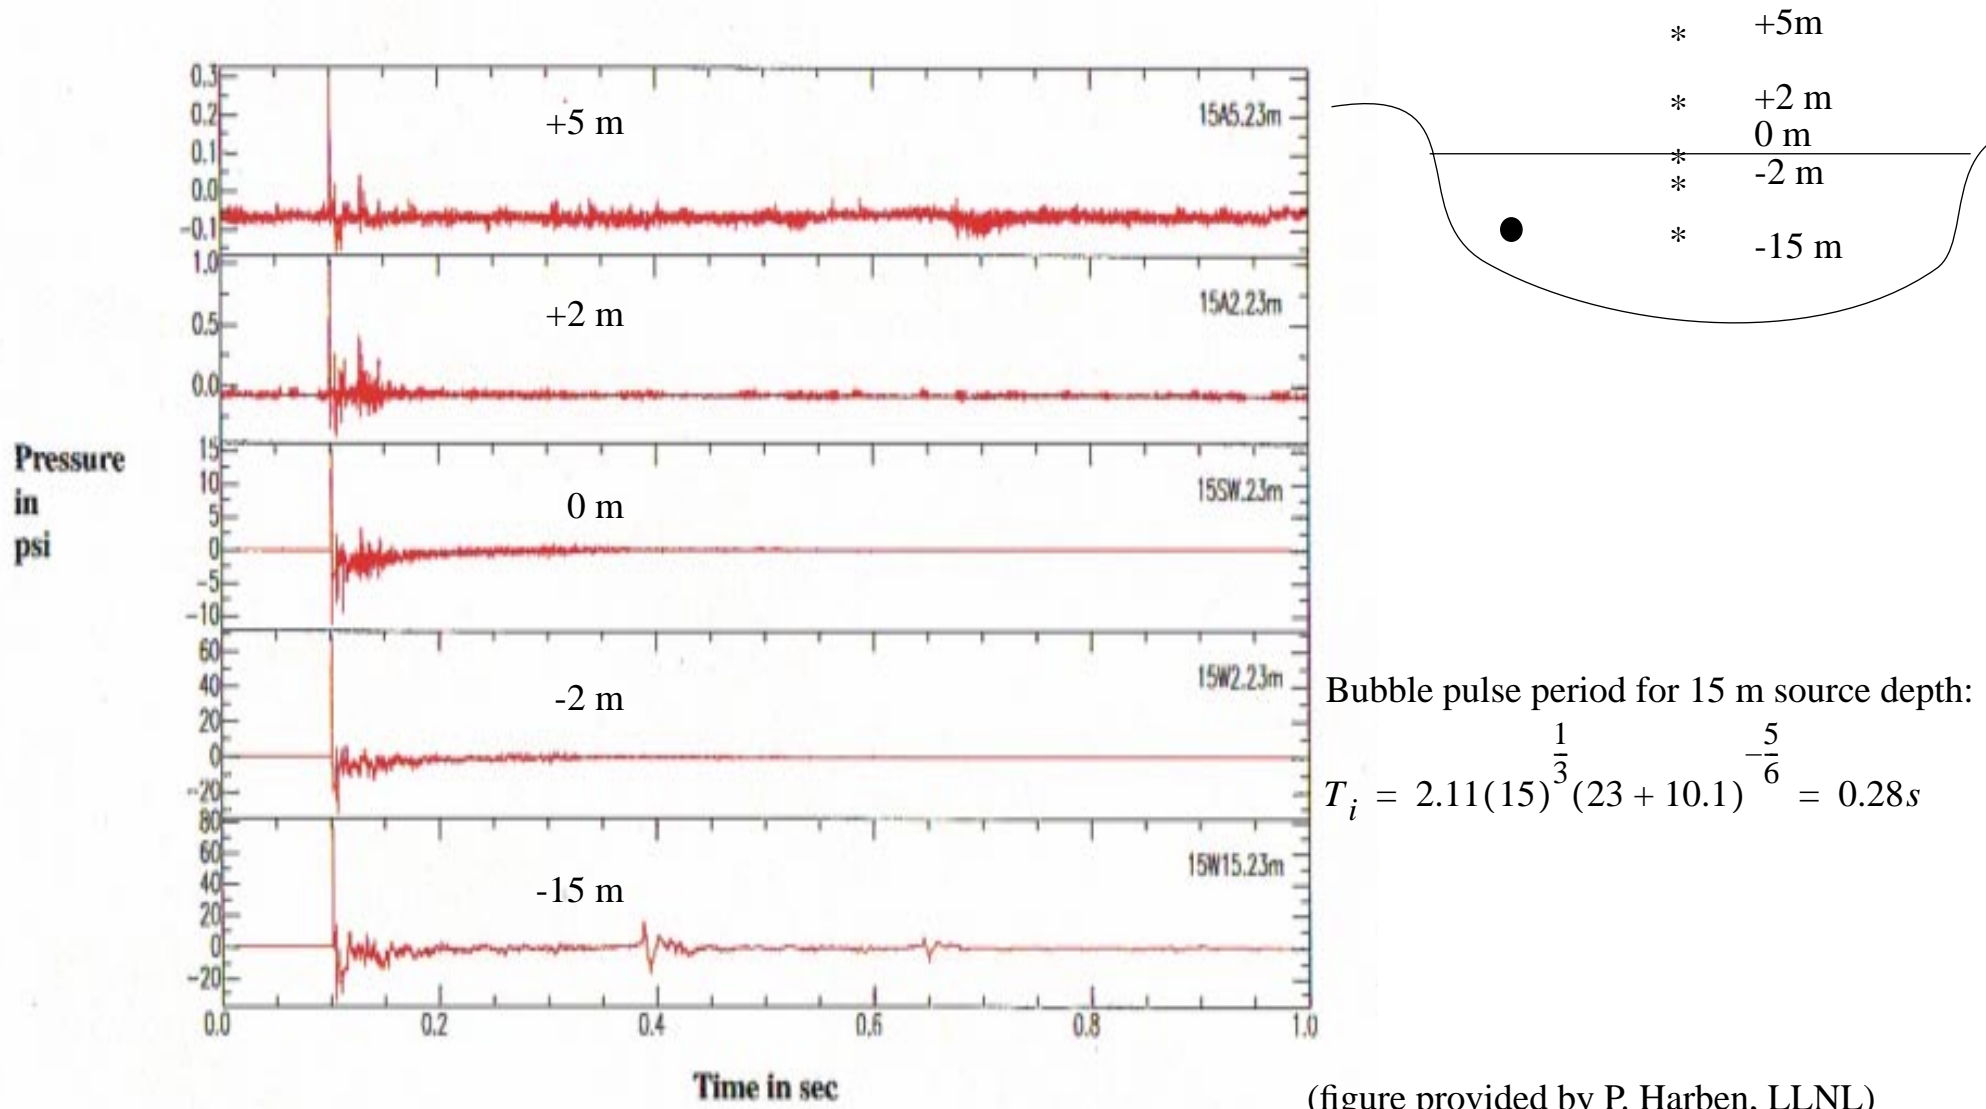 +5m
+2 m
0 m
-2 m
-15 m
0.3
0.2
0.1
0.0
-0.1
+5 m
15A5.23m
1.0
0.5
0.0
+2 m
15A2.23m
15
10
5
0
-5
-10
0 m
15SW.23m
60
40
20
0
-20
-2 m
15W2.23m
80
60
40
20
0
-20
-15 m
15W15.23m
0.0 0.2 0.4 0.6 0.8 1.0
Time in sec
Pressure
in
psi
Bubble pulse period for 15 m source depth:
T_i = 2.11(15)^{1/3}(23 + 10.1)^{-5/6} = 0.28s
(figure provided by P. Harben, LLNL)